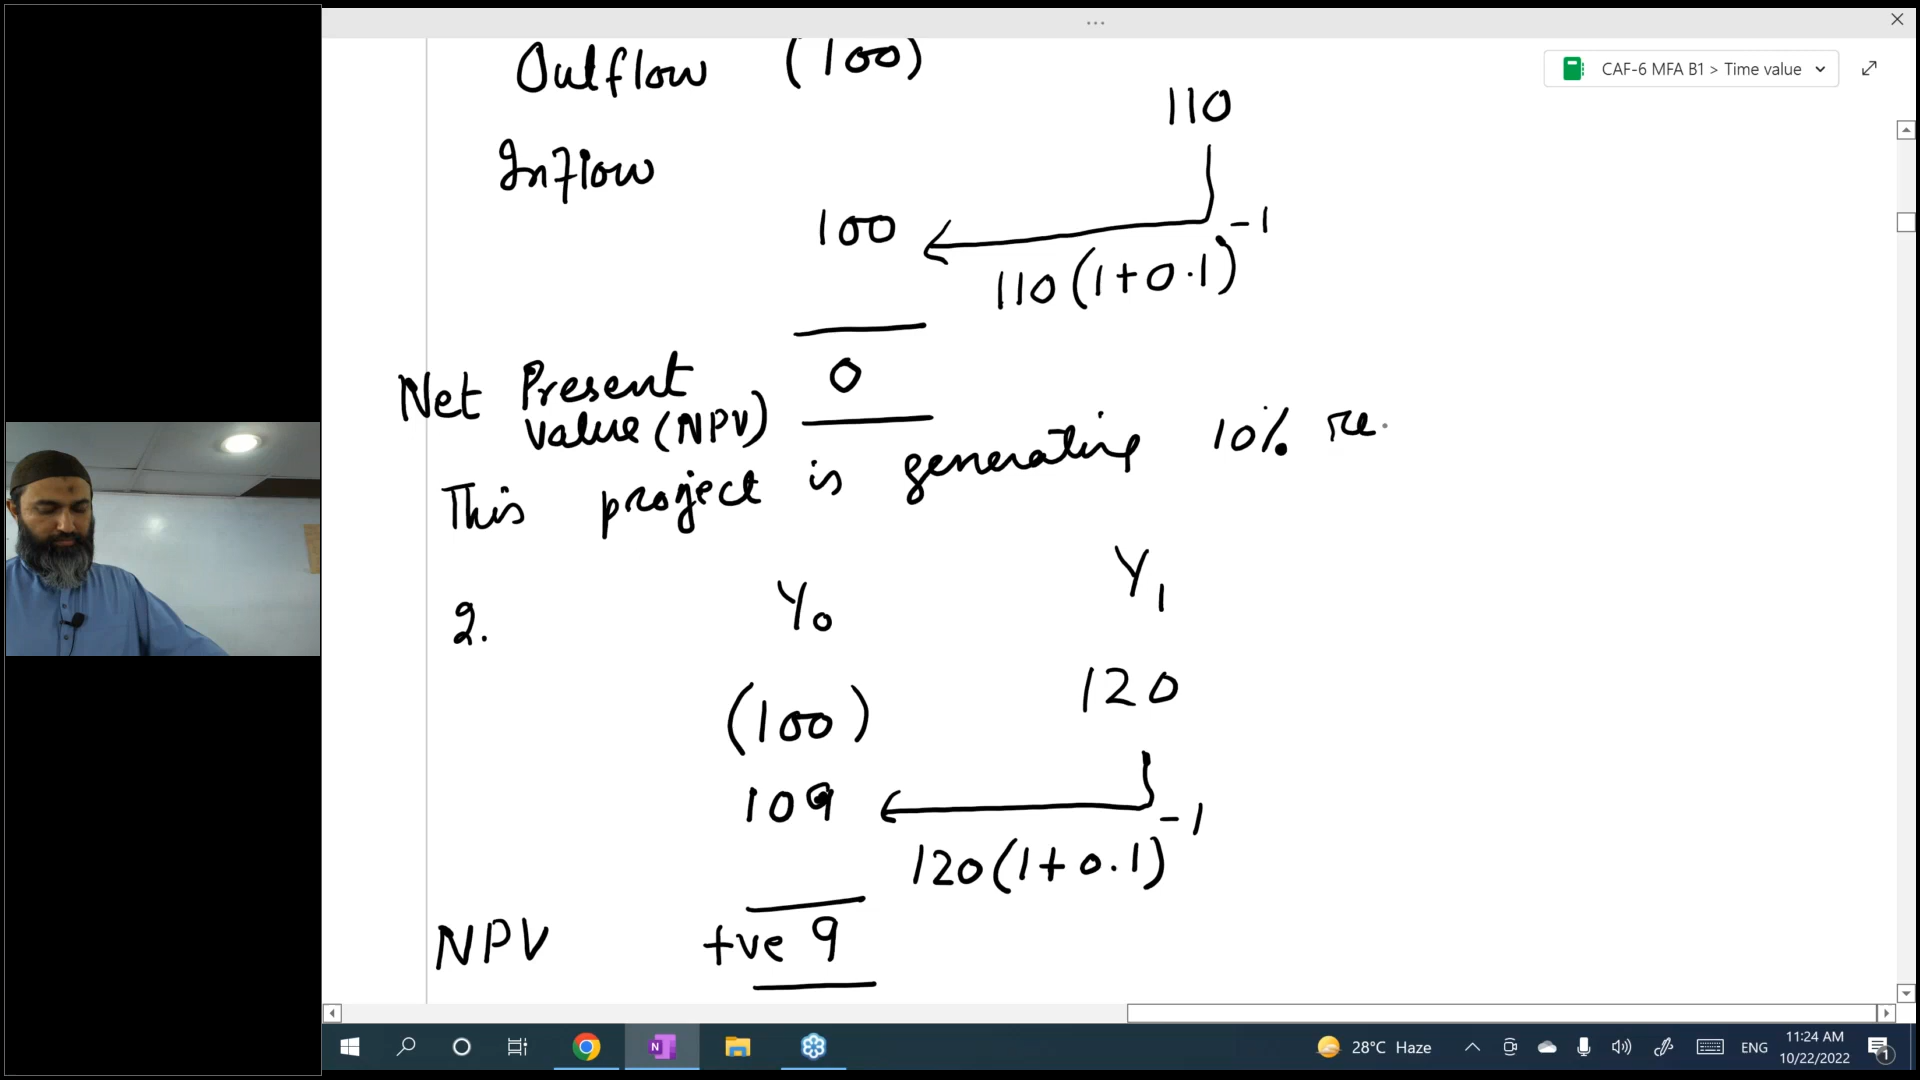 Outflow (100)
CAF-6 MFA B1 > Time value
110
Inflow
100
110(1+0.1)-1
0
Net Present
Value (NPV)
This project is generating 10% re
2. Y0 Y1
(100) 120
109
120(1+0.1)-1
NPV +ve 9
28°C Haze
ENG
11:24 AM
10/22/2022
1